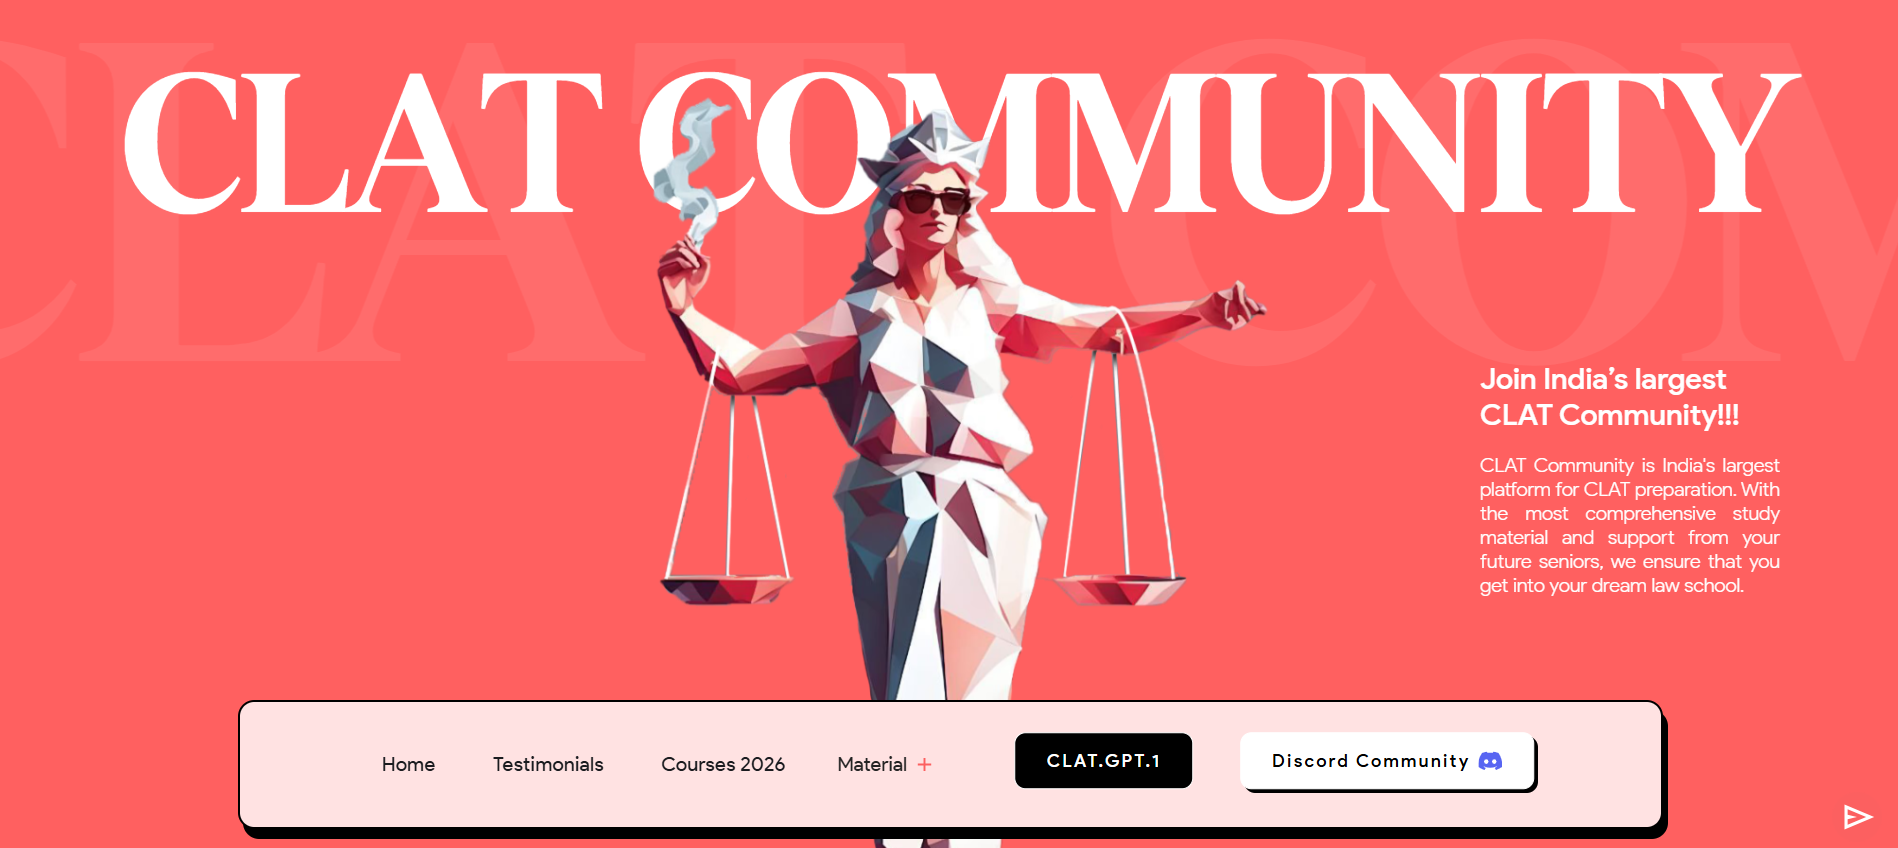 CLAT COMMUNITY
CLAT COM
Join India’s largest
CLAT Community!!!
CLAT Community is India's largest
platform for CLAT preparation. With
the most comprehensive study
material and support from your
future seniors, we ensure that you
get into your dream law school.
Home
Testimonials
Courses 2026
Material +
CLAT.GPT.1
Discord Community